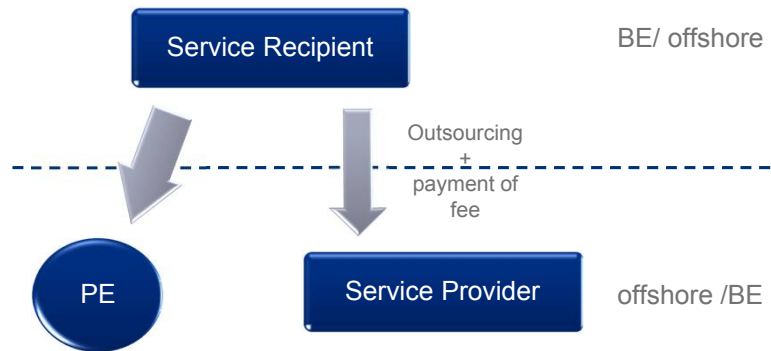 Service Recipient
BE/ offshore
Outsourcing
+
payment of
fee
PE
Service Provider
offshore /BE